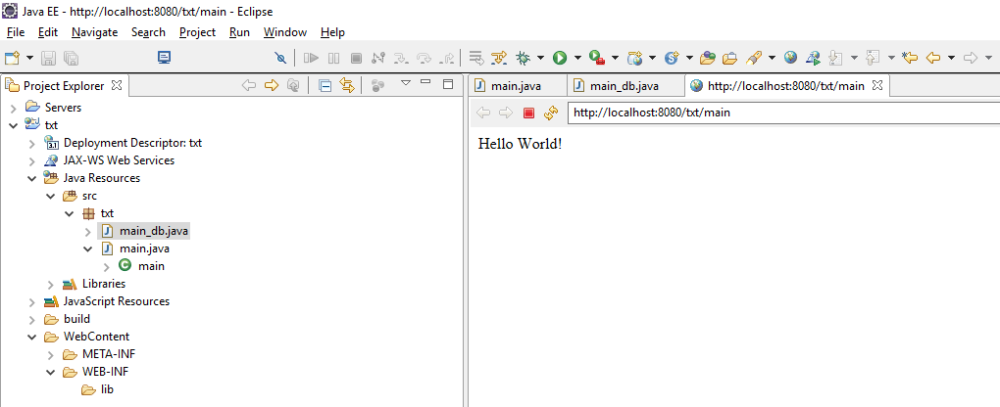 Java EE - http://localhost:8080/txt/main - Eclipse
File Edit Navigate Search Project Run Window Help
Project Explorer
Servers
txt
3.1 Deployment Descriptor: txt
JAX-WS Web Services
Java Resources
src
txt
main_db.java
main.java
main
Libraries
JavaScript Resources
build
WebContent
META-INF
WEB-INF
lib
main.java main_db.java http://localhost:8080/txt/main
http://localhost:8080/txt/main
Hello World!